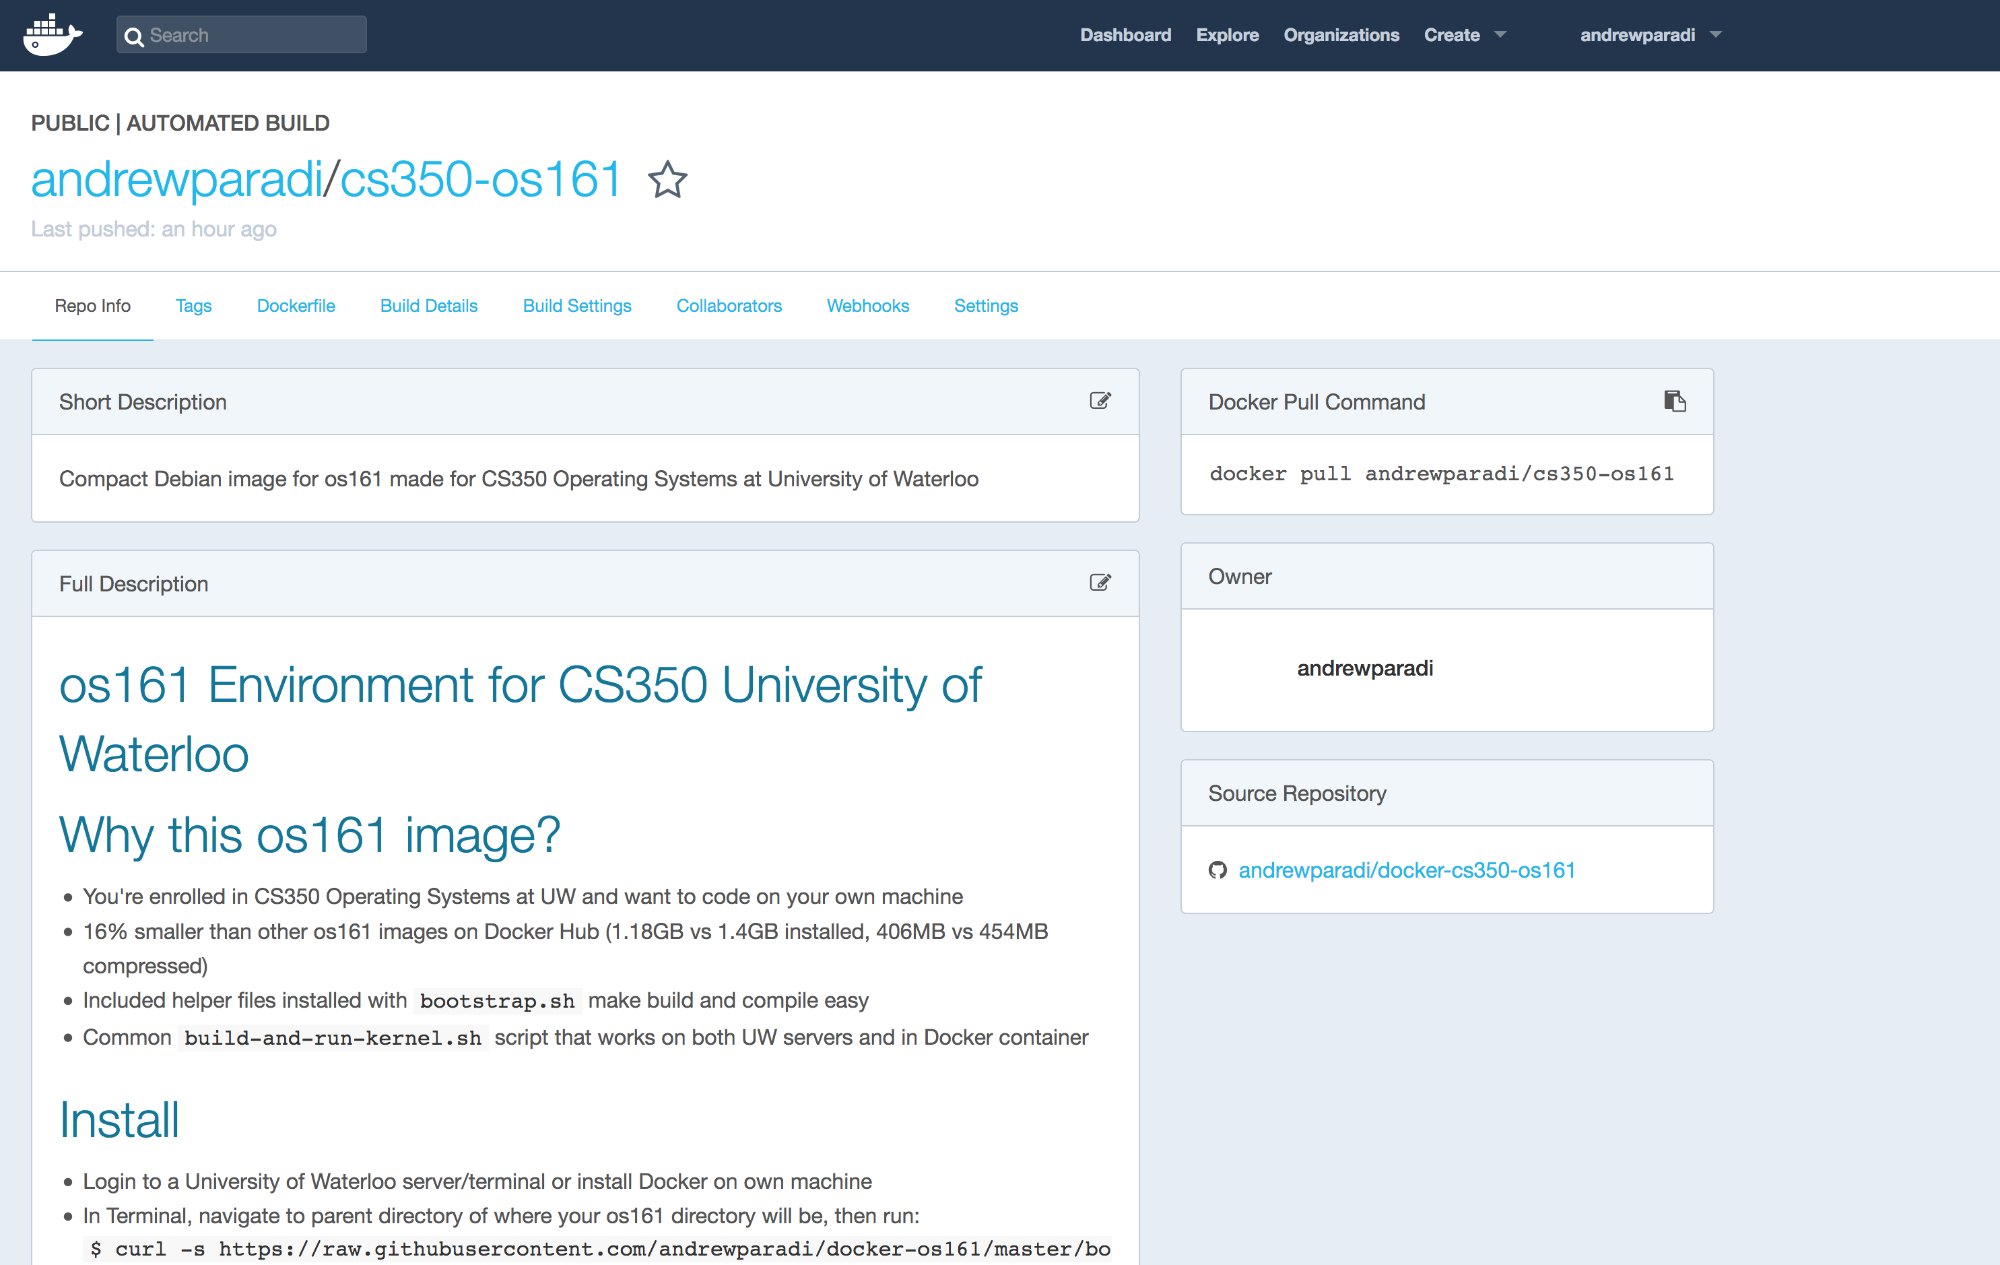 Search
Dashboard Explore Organizations Create andrewparadi
PUBLIC | AUTOMATED BUILD
andrewparadi/cs350-os161
Last pushed: an hour ago
Repo Info Tags Dockerfile Build Details Build Settings Collaborators Webhooks Settings
Short Description
Compact Debian image for os161 made for CS350 Operating Systems at University of Waterloo
Full Description
os161 Environment for CS350 University of
Waterloo
Why this os161 image?
You're enrolled in CS350 Operating Systems at UW and want to code on your own machine
16% smaller than other os161 images on Docker Hub (1.18GB vs 1.4GB installed, 406MB vs 454MB
compressed)
Included helper files installed with bootstrap.sh make build and compile easy
Common build-and-run-kernel.sh script that works on both UW servers and in Docker container
Install
Login to a University of Waterloo server/terminal or install Docker on own machine
In Terminal, navigate to parent directory of where your os161 directory will be, then run:
$ curl -s https://raw.githubusercontent.com/andrewparadi/docker-os161/master/bo
Docker Pull Command
docker pull andrewparadi/cs350-os161
Owner
andrewparadi
Source Repository
andrewparadi/docker-cs350-os161